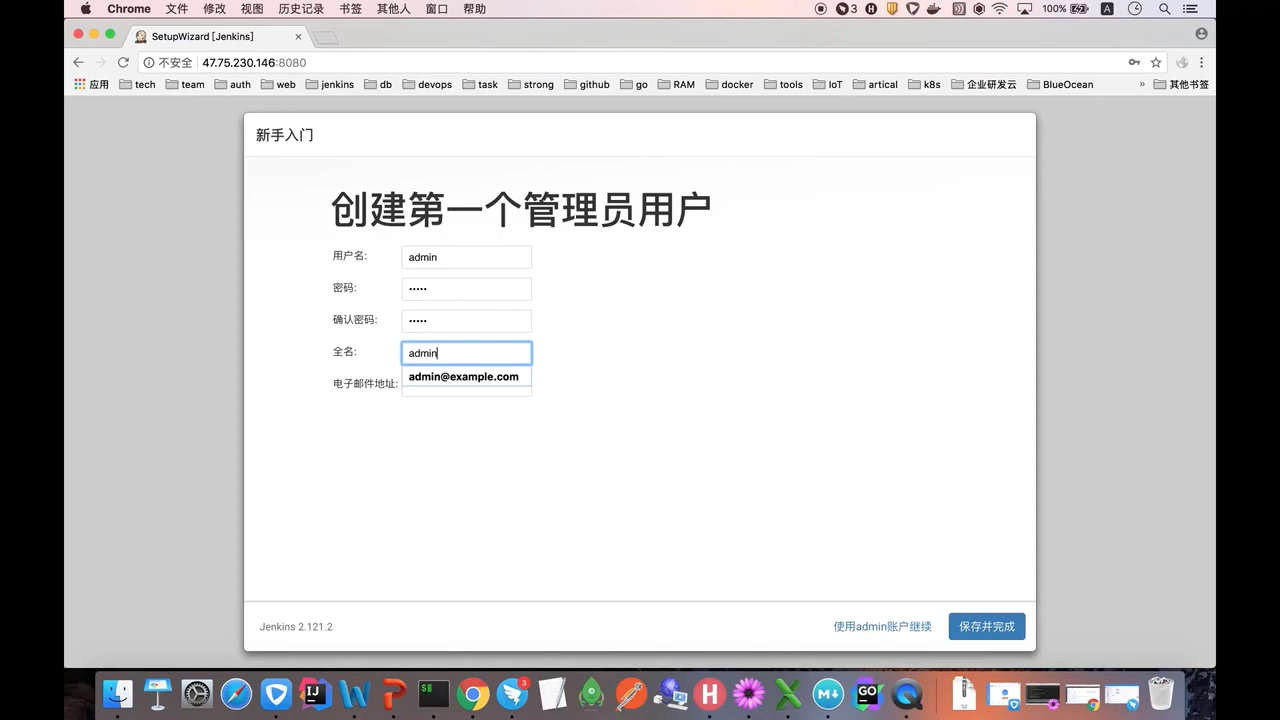 Chrome 文件 修改 视图 历史记录 书签 其他人 窗口 帮助
3 100% A
SetupWizard [Jenkins]
不安全 47.75.230.146:8080
应用 tech team auth web jenkins db devops task strong github go RAM docker tools IoT artical k8s 企业研发云 BlueOcean » 其他书签
新手入门
创建第一个管理员用户
用户名: admin
密码: •••••
确认密码: •••••
全名: admin
admin@example.com
电子邮件地址:
Jenkins 2.121.2 使用admin账户继续 保存并完成
IJ W P $ 3 H X M GO